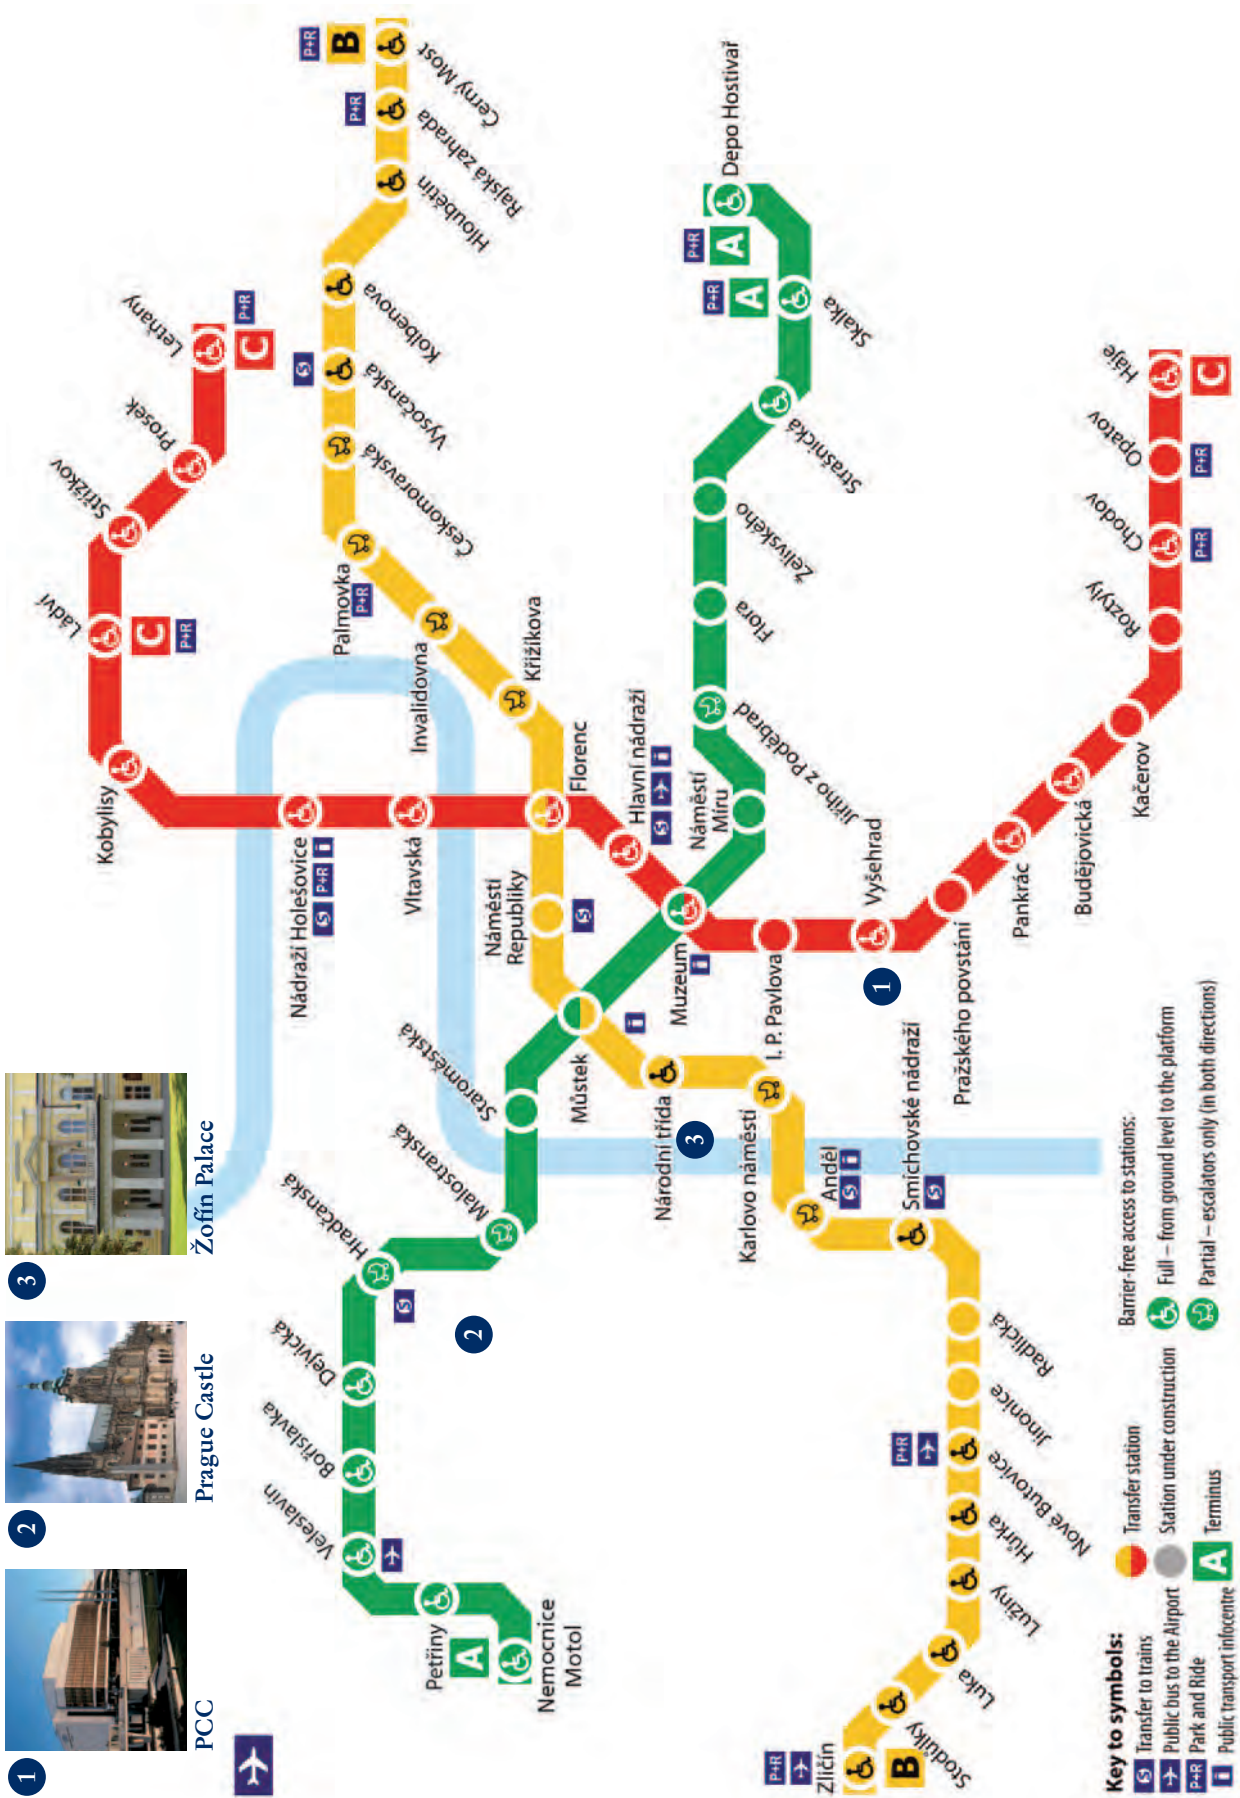 1
PCC
2
Prague Castle
3
Žofín Palace
Letňany
P+R
C
Prosek
Střížkov
Ládví
C
P+R
Kobylisy
Nádraží Holešovice
S P+R i
Vltavská
Florenc
Hlavní nádraží
S i
Muzeum
i
I. P. Pavlova
Vyšehrad
1
Pražského povstání
Pankrác
Budějovická
Kačerov
Roztyly
Chodov
P+R
Opatov
P+R
Háje
C
P+R
B
Černý Most
P+R
Rajská zahrada
Hloubětín
Kolbenova
S
Vysočanská
Českomoravská
Palmovka
P+R
Invalidovna
Křižíkova
Náměstí
Republiky
S
Můstek
i
Národní třída
3
Karlovo náměstí
Anděl
S i
Smíchovské nádraží
S
Radlická
Jinonice
P+R
Nové Butovice
Hůrka
Lužiny
Luka
Stodůlky
P+R
Zličín
B
Nemocnice
Motol
A
Petřiny
Veleslavín
Bořislavka
Dejvická
Hradčanská
S
2
Malostranská
Staroměstská
Náměstí
Míru
Jiřího z Poděbrad
Flora
Želivského
Strašnická
Skalka
P+R
A
Depo Hostivař
P+R
A
Key to symbols:
S Transfer to trains
Public bus to the Airport
P+R Park and Ride
i Public transport infocentre
Transfer station
Station under construction
A Terminus
Barrier-free access to stations:
Full – from ground level to the platform
Partial – escalators only (in both directions)